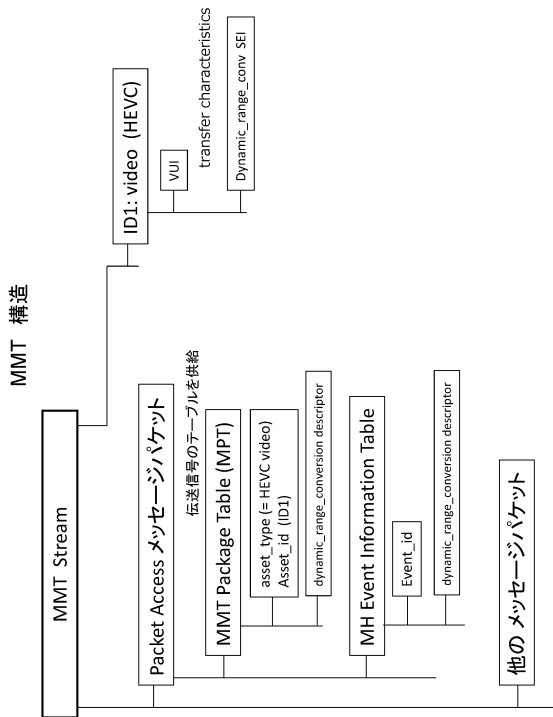 MMT 構造
MMT Stream
Packet Access メッセージパケット
伝送信号のテーブルを供給
MMT Package Table (MPT)
asset_type (= HEVC video)
Asset_id (ID1)
dynamic_range_conversion descriptor
MH Event Information Table
Event_id
dynamic_range_conversion descriptor
他の メッセージパケット
ID1: video (HEVC)
VUI
transfer characteristics
Dynamic_range_conv SEI